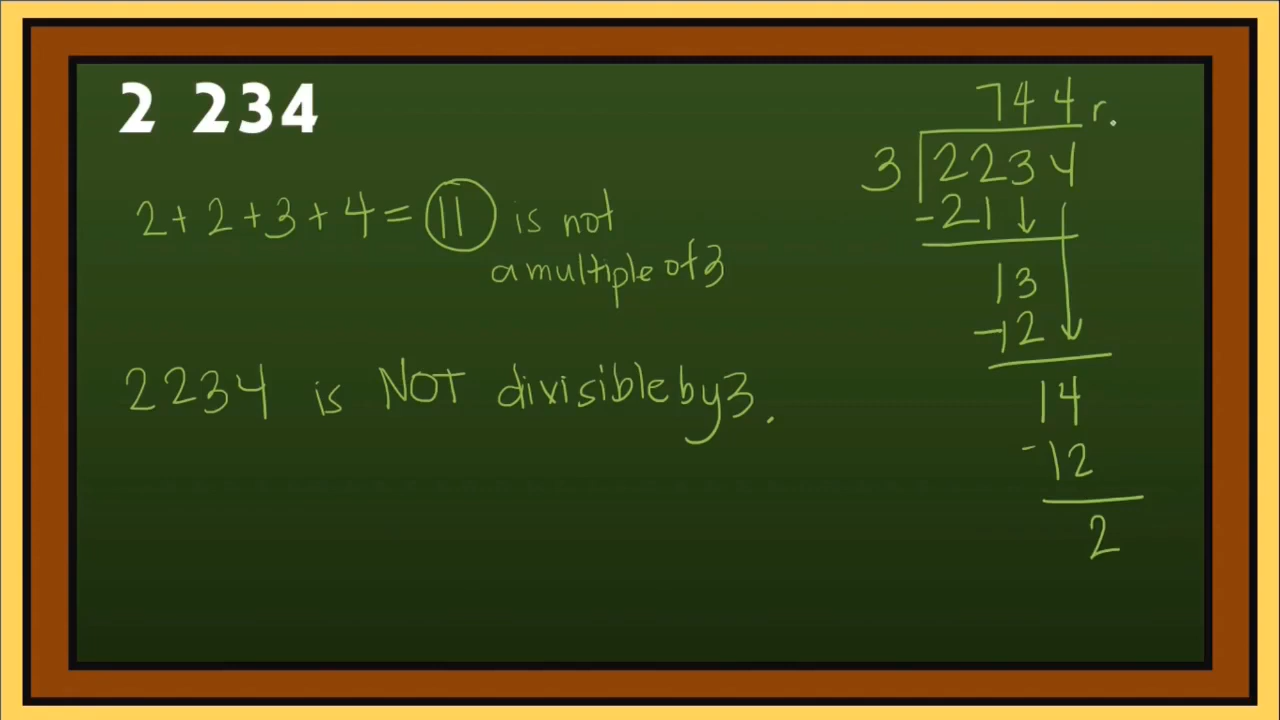 2 234
2+2+3+4=11 is not
a multiple of 3
2234 is NOT divisible by 3.
744 r.
3 2234
-21
13
-12
14
-12
2